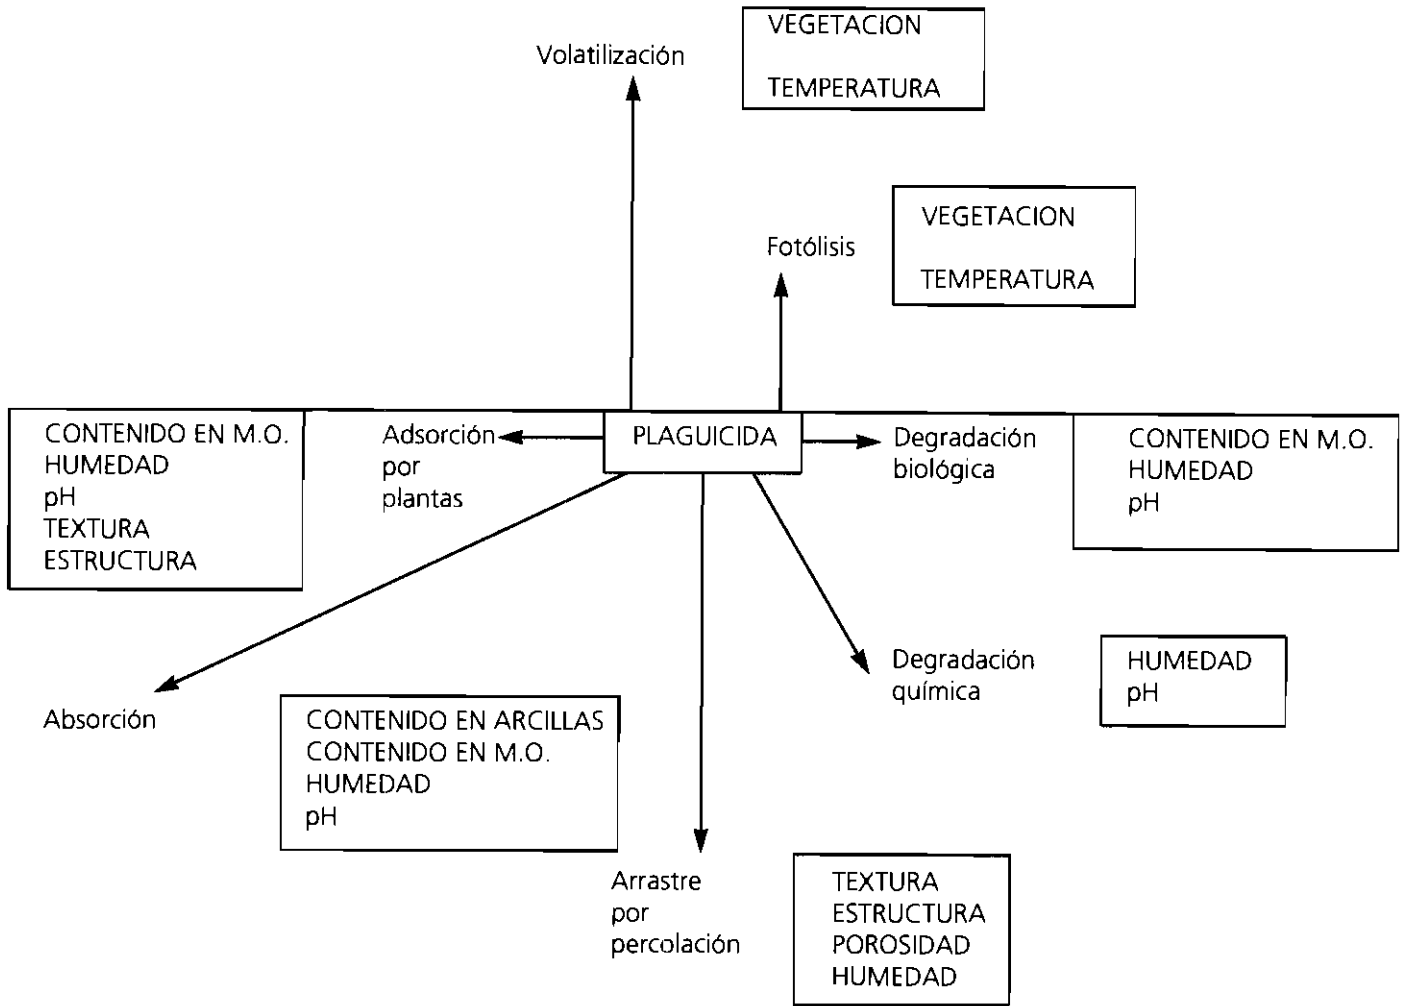 Volatilización
VEGETACION
TEMPERATURA
Fotólisis
VEGETACION
TEMPERATURA
CONTENIDO EN M.O.
HUMEDAD
pH
TEXTURA
ESTRUCTURA
Adsorción
por
plantas
PLAGUICIDA
Degradación
biológica
CONTENIDO EN M.O.
HUMEDAD
pH
Degradación
química
HUMEDAD
pH
Absorción
CONTENIDO EN ARCILLAS
CONTENIDO EN M.O.
HUMEDAD
pH
Arrastre
por
percolación
TEXTURA
ESTRUCTURA
POROSIDAD
HUMEDAD